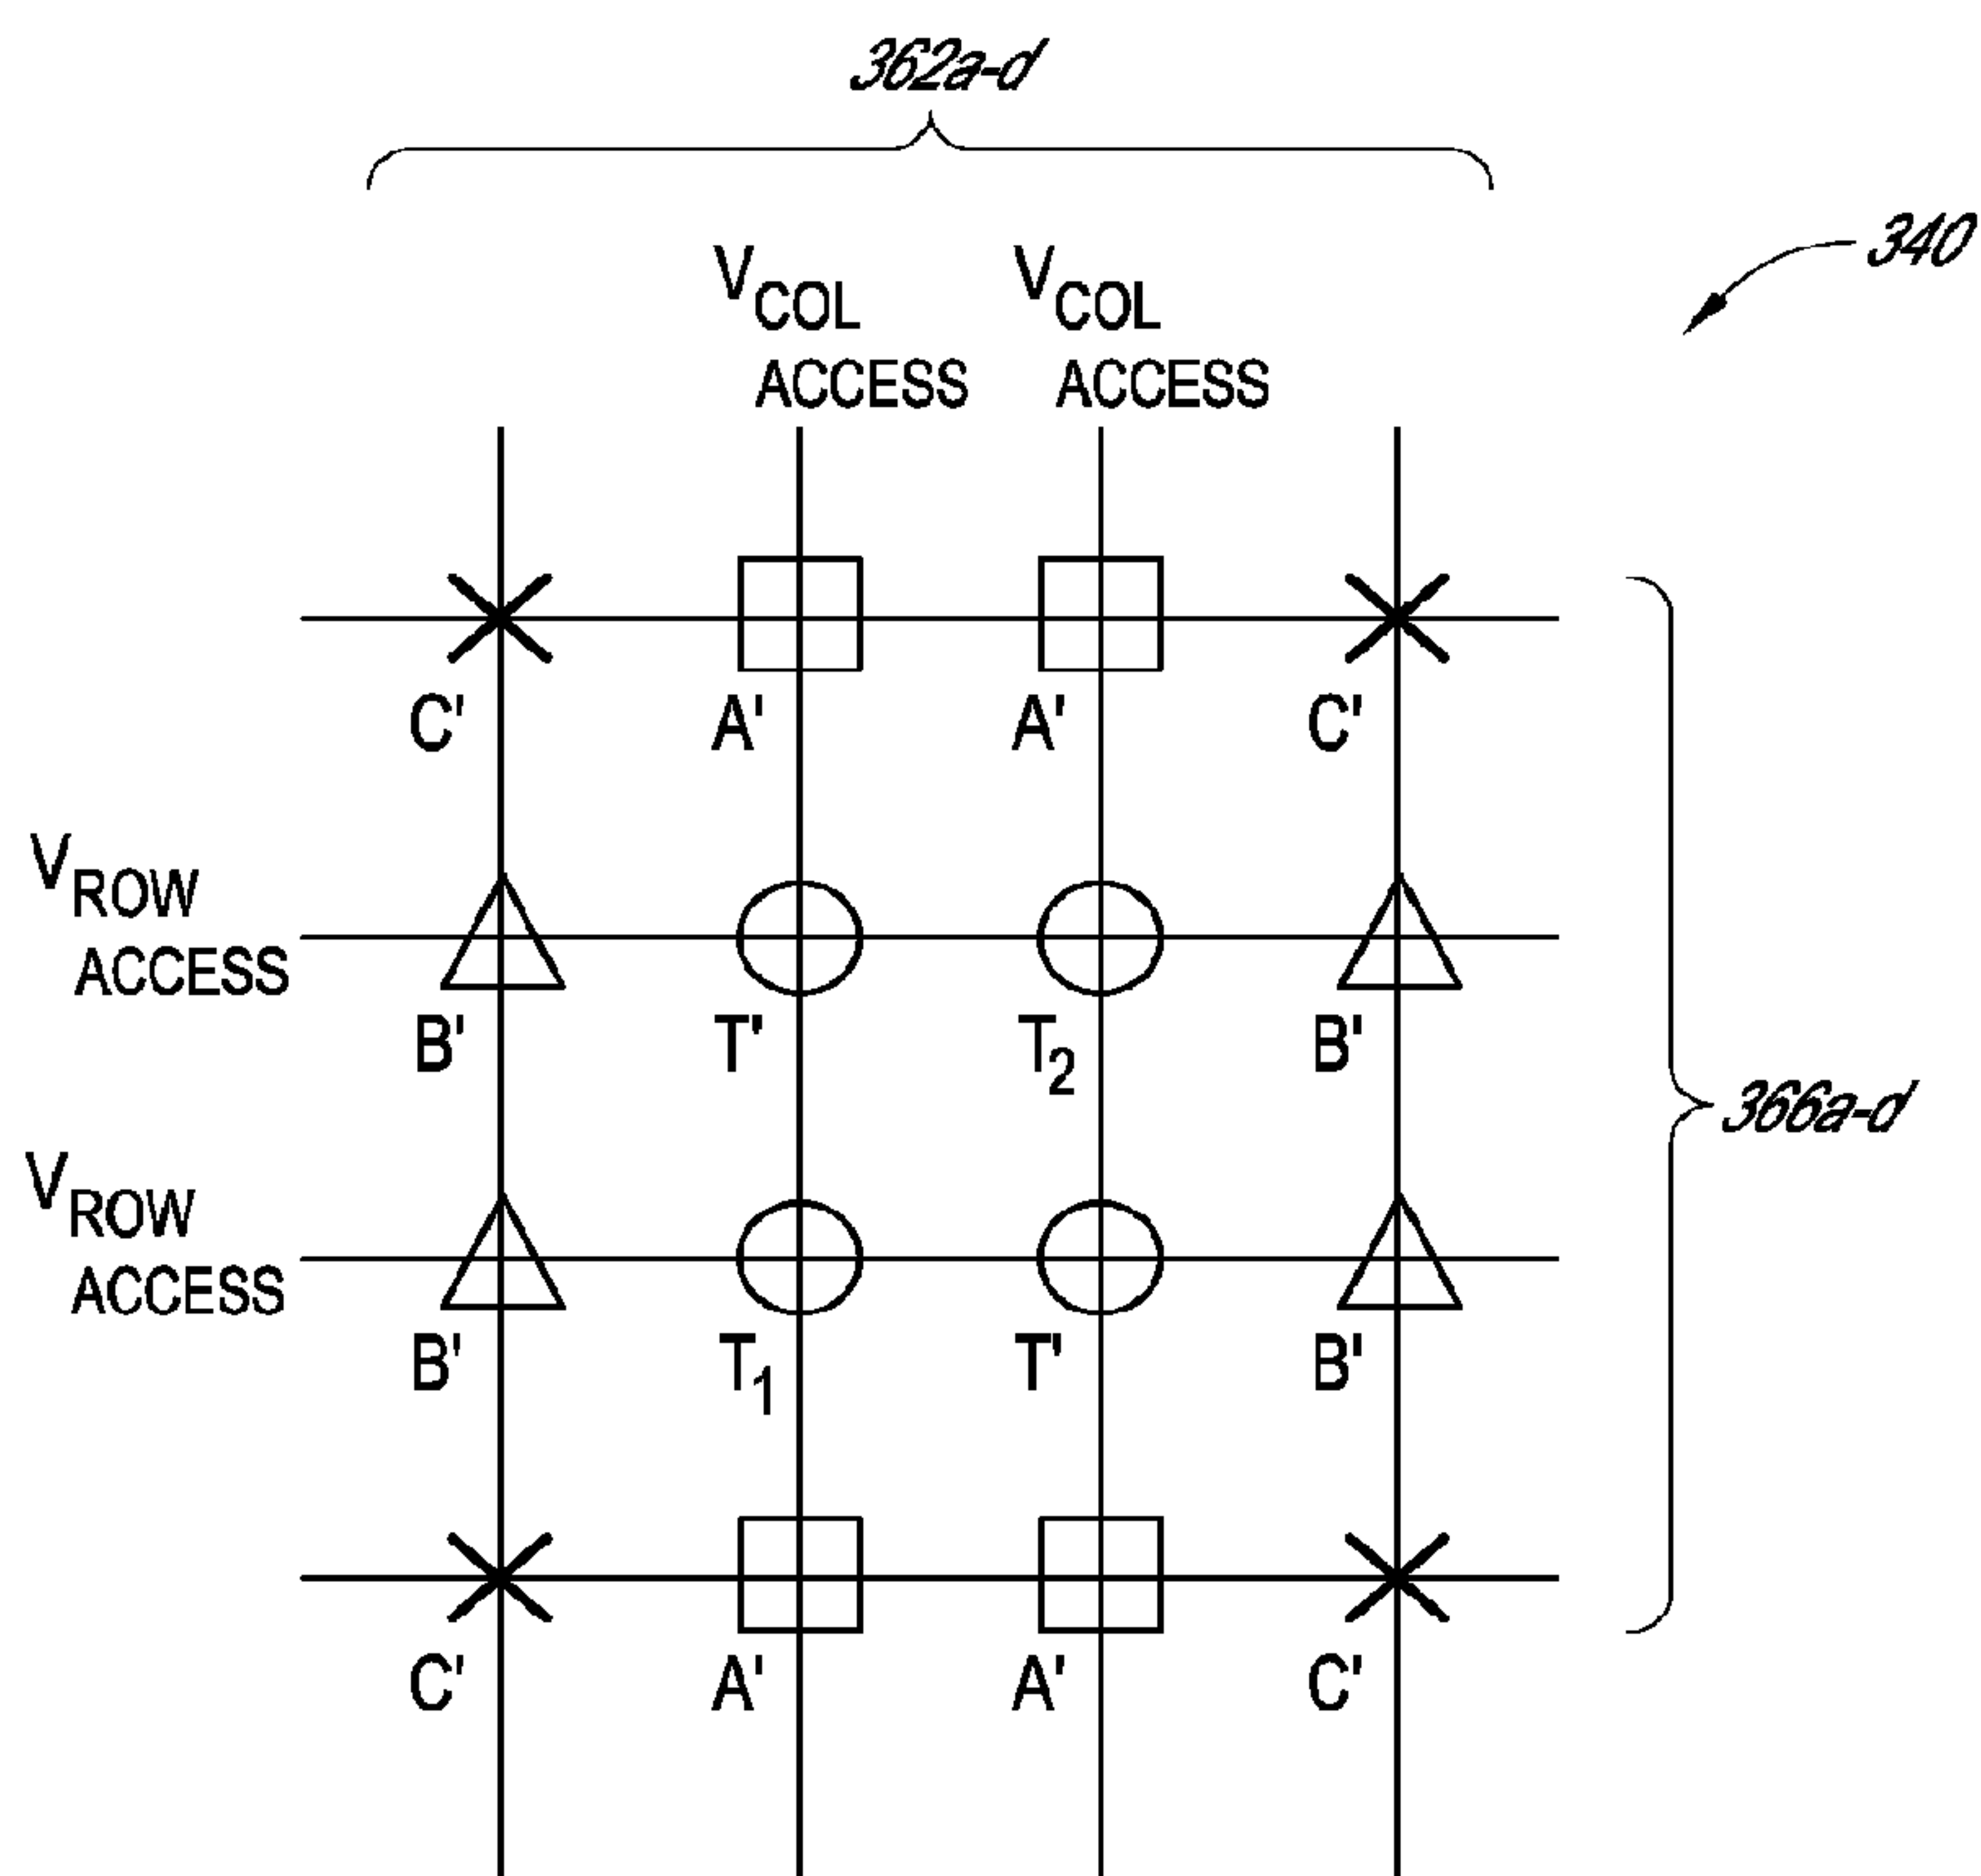 362a-d
340
VCOL ACCESS VCOL ACCESS
C' A' A' C'
VROW ACCESS
B' T' T2 B'
366a-d
VROW ACCESS
B' T1 T' B'
C' A' A' C'